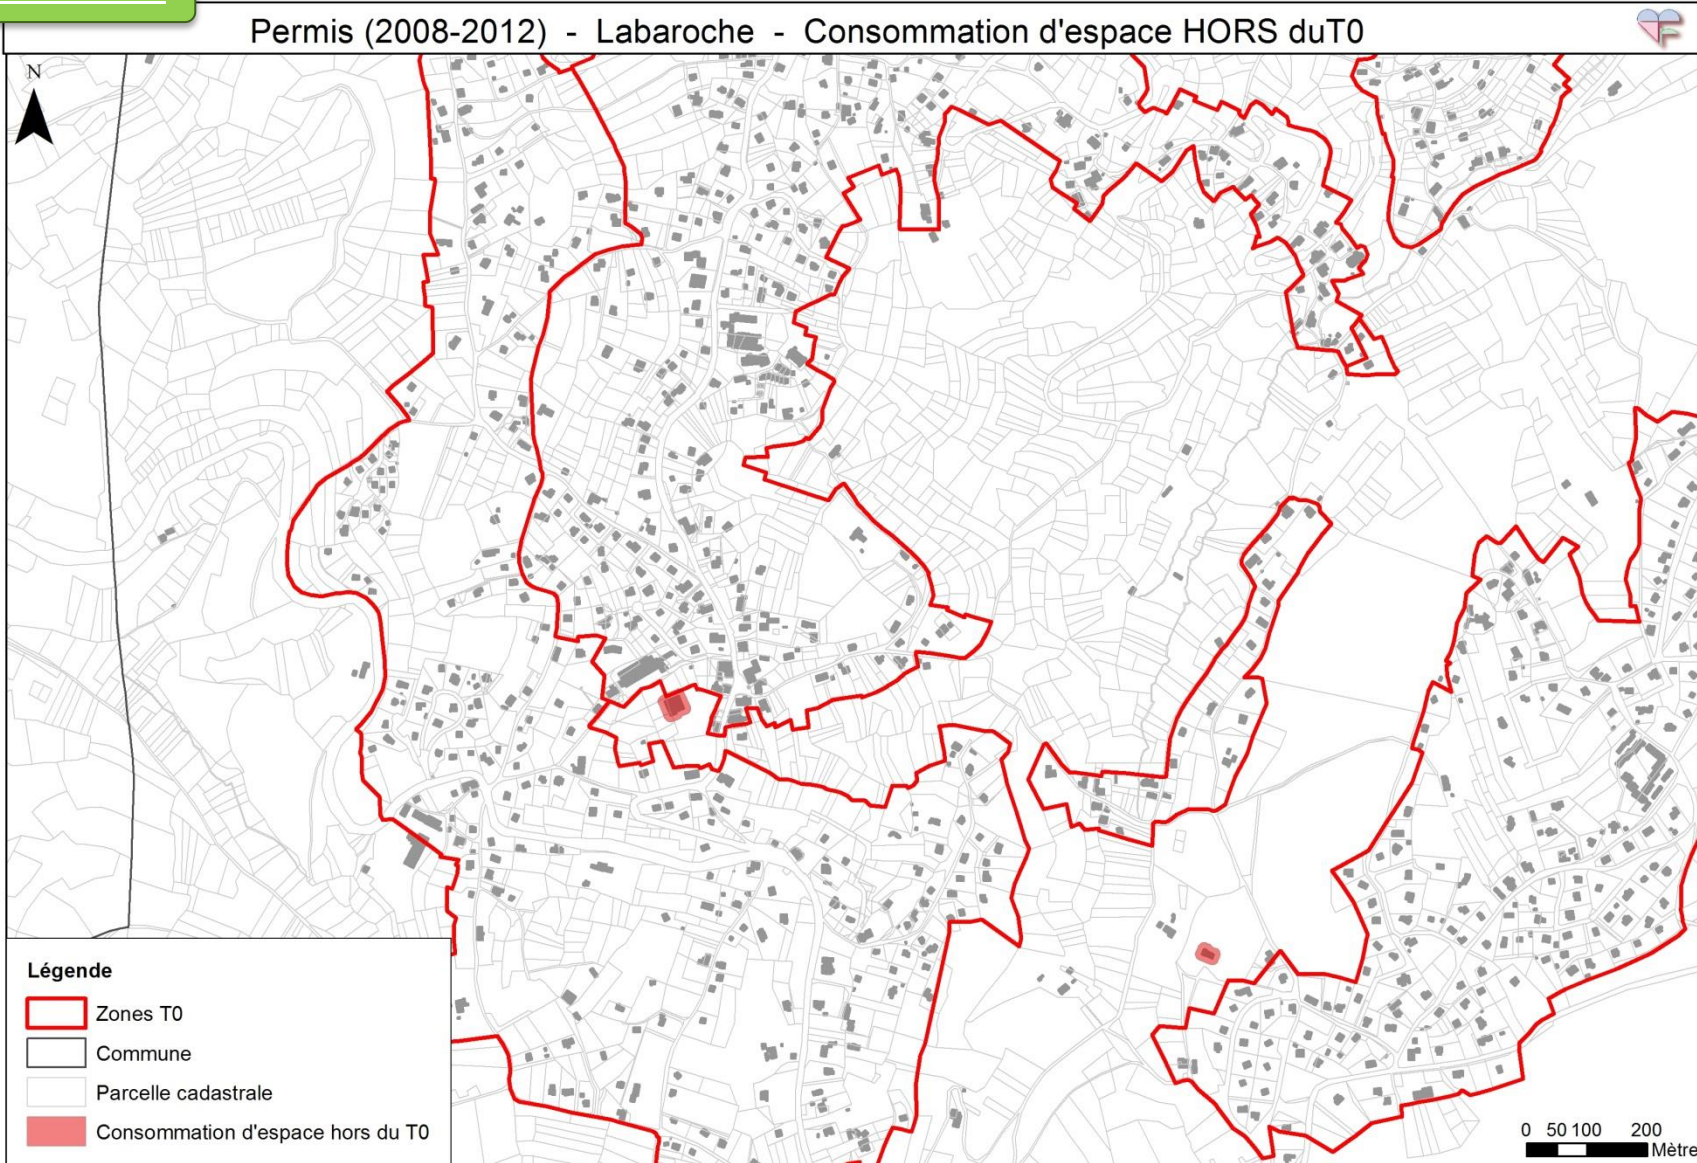 Permis (2008-2012) - Labaroche - Consommation d'espace HORS duT0
N
Légende
Zones T0
Commune
Parcelle cadastrale
Consommation d'espace hors du T0
0 50 100 200
Mètre